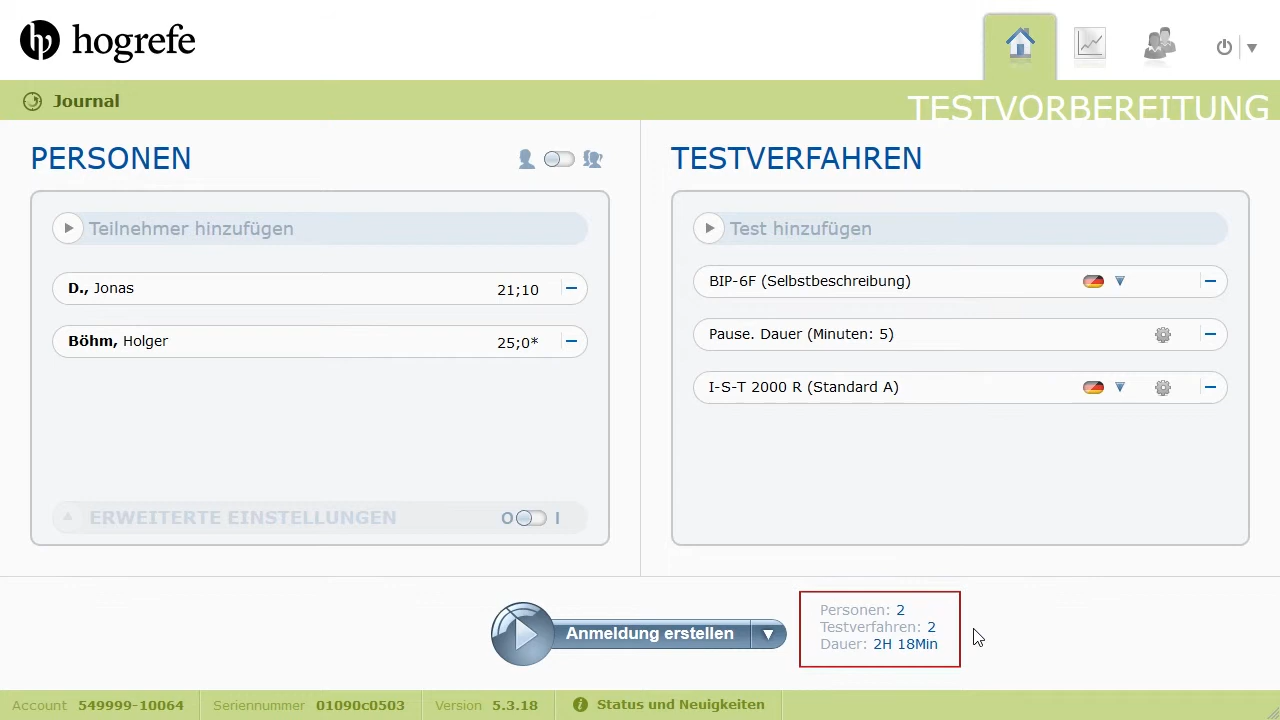 hogrefe
Journal
TESTVORBEREITUNG
PERSONEN
Teilnehmer hinzufügen
D., Jonas 21;10
Böhm, Holger 25;0*
ERWEITERTE EINSTELLUNGEN O I
TESTVERFAHREN
Test hinzufügen
BIP-6F (Selbstbeschreibung)
Pause. Dauer (Minuten: 5)
I-S-T 2000 R (Standard A)
Anmeldung erstellen
Personen: 2
Testverfahren: 2
Dauer: 2H 18Min
Account 549999-10064 Seriennummer 01090c0503 Version 5.3.18 Status und Neuigkeiten